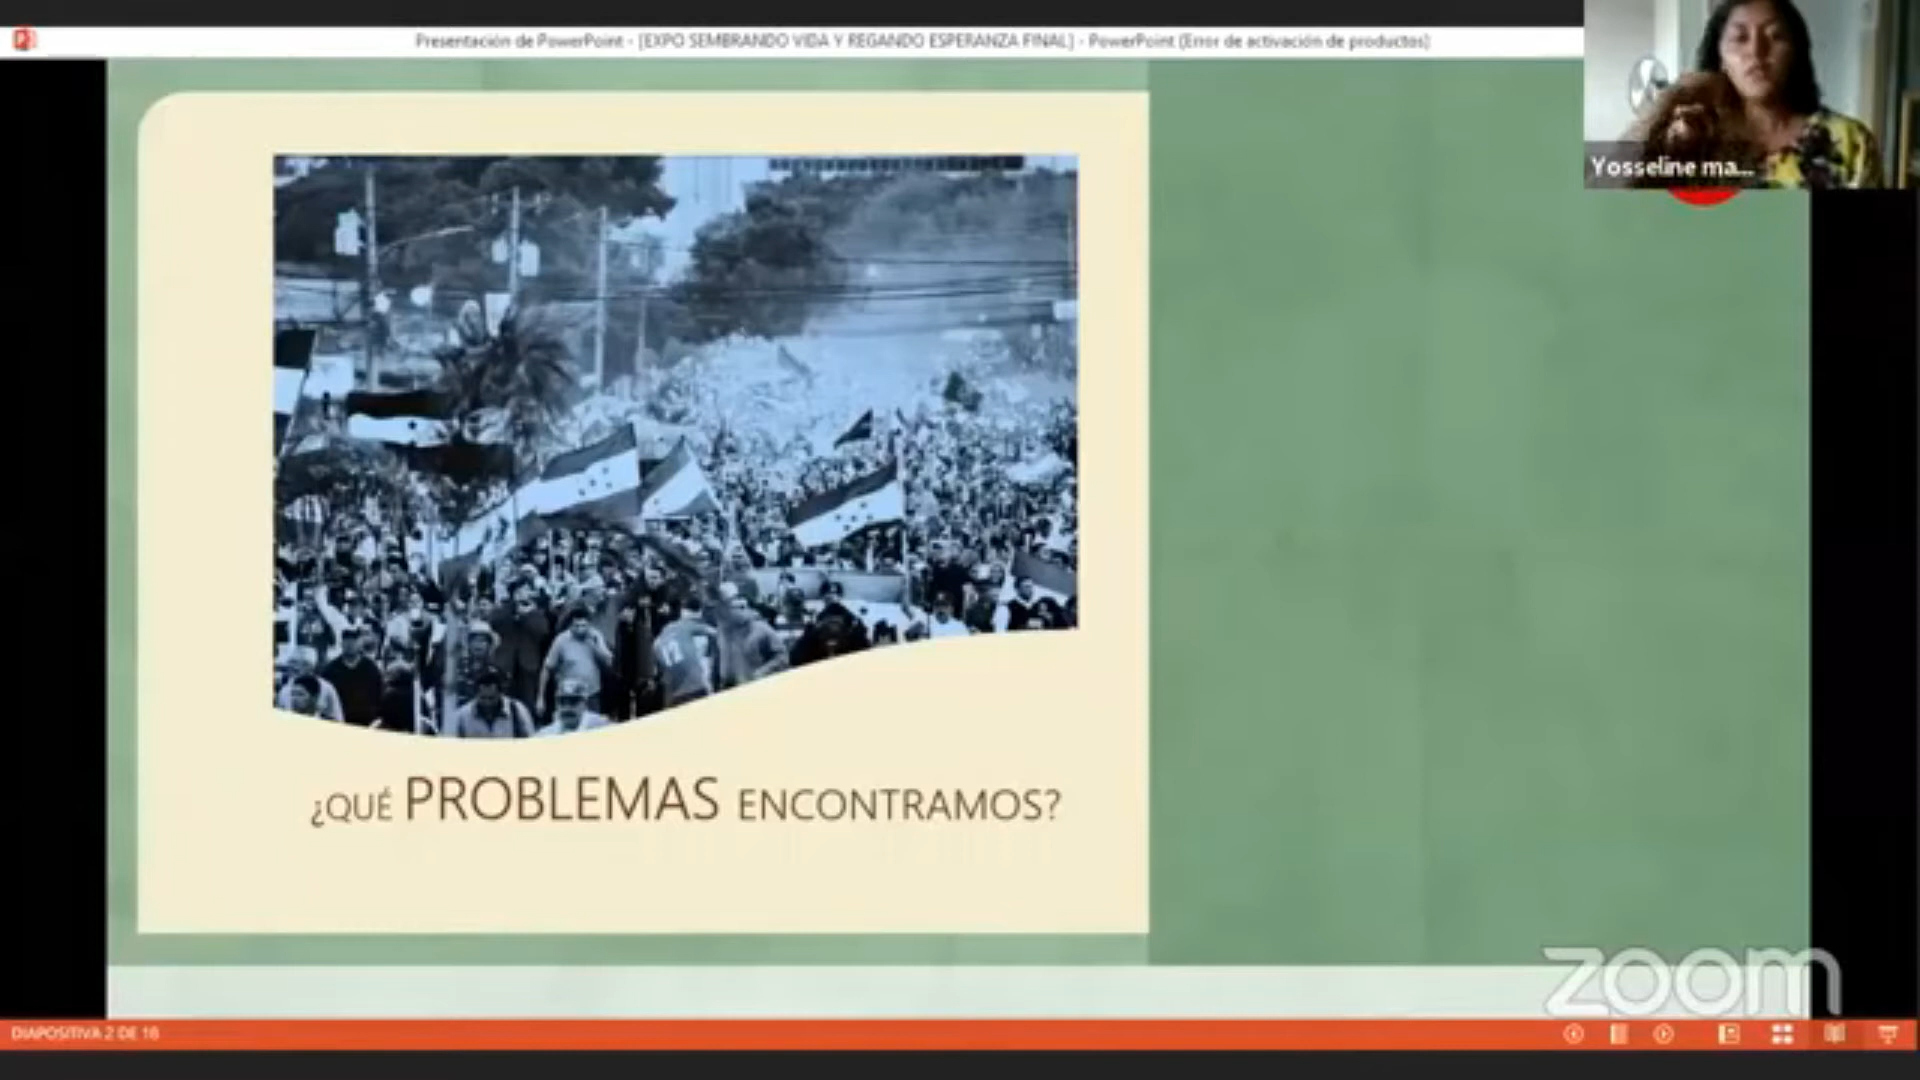 Presentación de PowerPoint - [EXPO SEMBRANDO VIDA Y REGANDO ESPERANZA FINAL] - PowerPoint (Error de activación de productos)
Yosseline ma...
¿QUÉ PROBLEMAS ENCONTRAMOS?
zoom
DIAPOSITIVA 2 DE 16